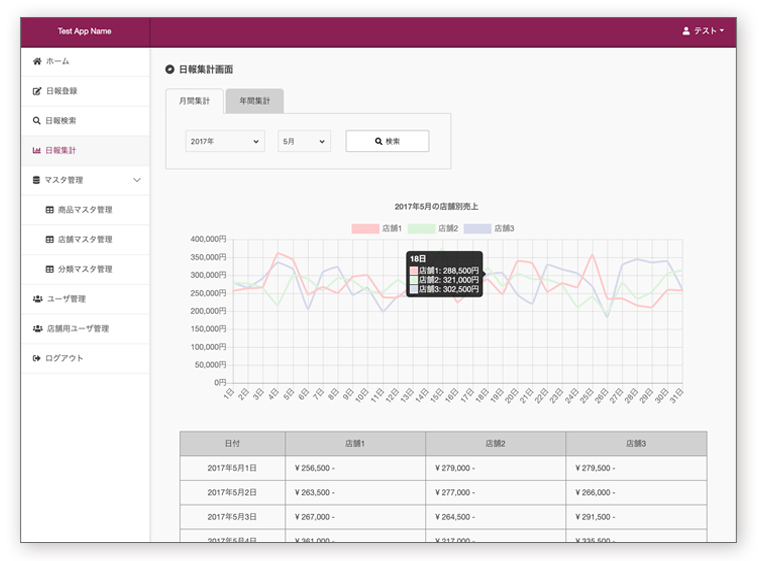 Test App Name
テスト
ホーム
日報登録
日報検索
日報集計
マスタ管理
商品マスタ管理
店舗マスタ管理
分類マスタ管理
ユーザ管理
店舗用ユーザ管理
ログアウト
日報集計画面
月間集計 年間集計
2017年 5月 検索
2017年5月の店舗別売上
店舗1 店舗2 店舗3
400,000円
350,000円
300,000円
250,000円
200,000円
150,000円
100,000円
50,000円
0円
18日
店舗1: 288,500円
店舗2: 321,000円
店舗3: 302,500円
1日 2日 3日 4日 5日 6日 7日 8日 9日 10日 11日 12日 13日 14日 15日 16日 17日 18日 19日 20日 21日 22日 23日 24日 25日 26日 27日 28日 29日 30日 31日
日付 店舗1 店舗2 店舗3
2017年5月1日 ¥ 256,500 - ¥ 279,000 - ¥ 279,500 -
2017年5月2日 ¥ 263,500 - ¥ 277,000 - ¥ 266,000 -
2017年5月3日 ¥ 267,000 - ¥ 264,500 - ¥ 291,500 -
2017年5月4日 ¥ 361,000 - ¥ 217,000 - ¥ 335,500 -